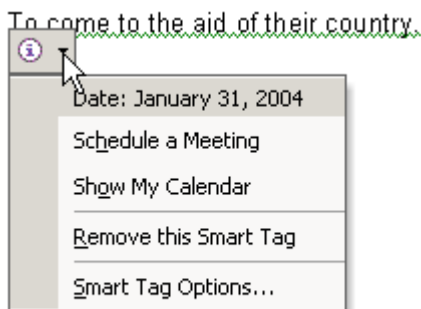 To come to the aid of their country.
Date: January 31, 2004
Schedule a Meeting
Show My Calendar
Remove this Smart Tag
Smart Tag Options...